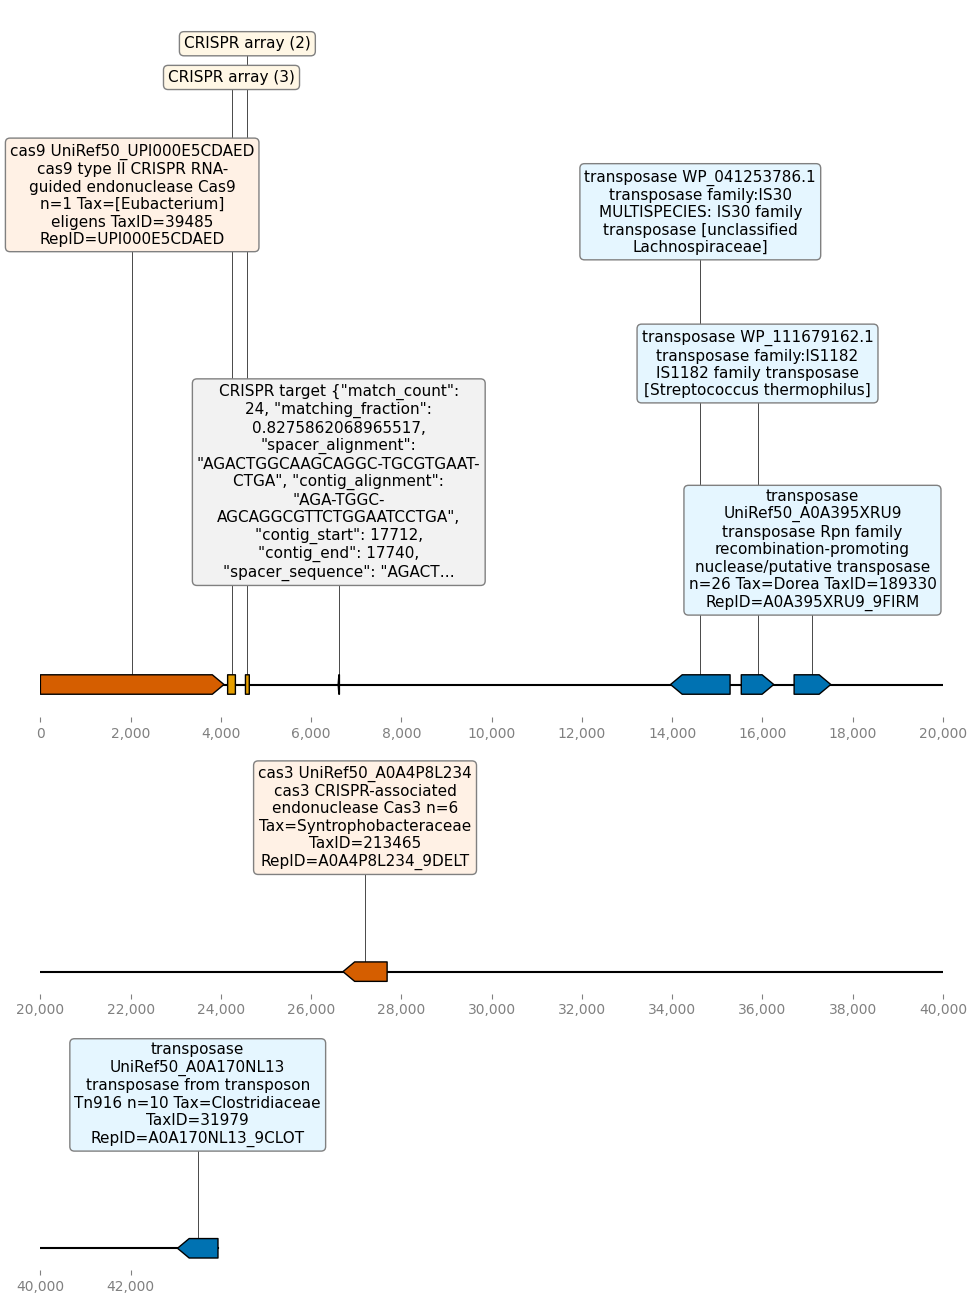 CRISPR array (2)
CRISPR array (3)
cas9 UniRef50_UPI000E5CDAED
cas9 type II CRISPR RNA-
guided endonuclease Cas9
n=1 Tax=[Eubacterium]
eligens TaxID=39485
RepID=UPI000E5CDAED
transposase WP_041253786.1
transposase family:IS30
MULTISPECIES: IS30 family
transposase [unclassified
Lachnospiraceae]
transposase WP_111679162.1
transposase family:IS1182
IS1182 family transposase
[Streptococcus thermophilus]
CRISPR target {"match_count":
24, "matching_fraction":
0.8275862068965517,
"spacer_alignment":
"AGACTGGCAAGCAGGC-TGCGTGAAT-
CTGA", "contig_alignment":
"AGA-TGGC-
AGCAGGCGTTCTGGAATCCTGA",
"contig_start": 17712,
"contig_end": 17740,
"spacer_sequence": "AGACT...
transposase
UniRef50_A0A395XRU9
transposase Rpn family
recombination-promoting
nuclease/putative transposase
n=26 Tax=Dorea TaxID=189330
RepID=A0A395XRU9_9FIRM
0 2,000 4,000 6,000 8,000 10,000 12,000 14,000 16,000 18,000 20,000
cas3 UniRef50_A0A4P8L234
cas3 CRISPR-associated
endonuclease Cas3 n=6
Tax=Syntrophobacteraceae
TaxID=213465
RepID=A0A4P8L234_9DELT
20,000 22,000 24,000 26,000 28,000 30,000 32,000 34,000 36,000 38,000 40,000
transposase
UniRef50_A0A170NL13
transposase from transposon
Tn916 n=10 Tax=Clostridiaceae
TaxID=31979
RepID=A0A170NL13_9CLOT
40,000 42,000